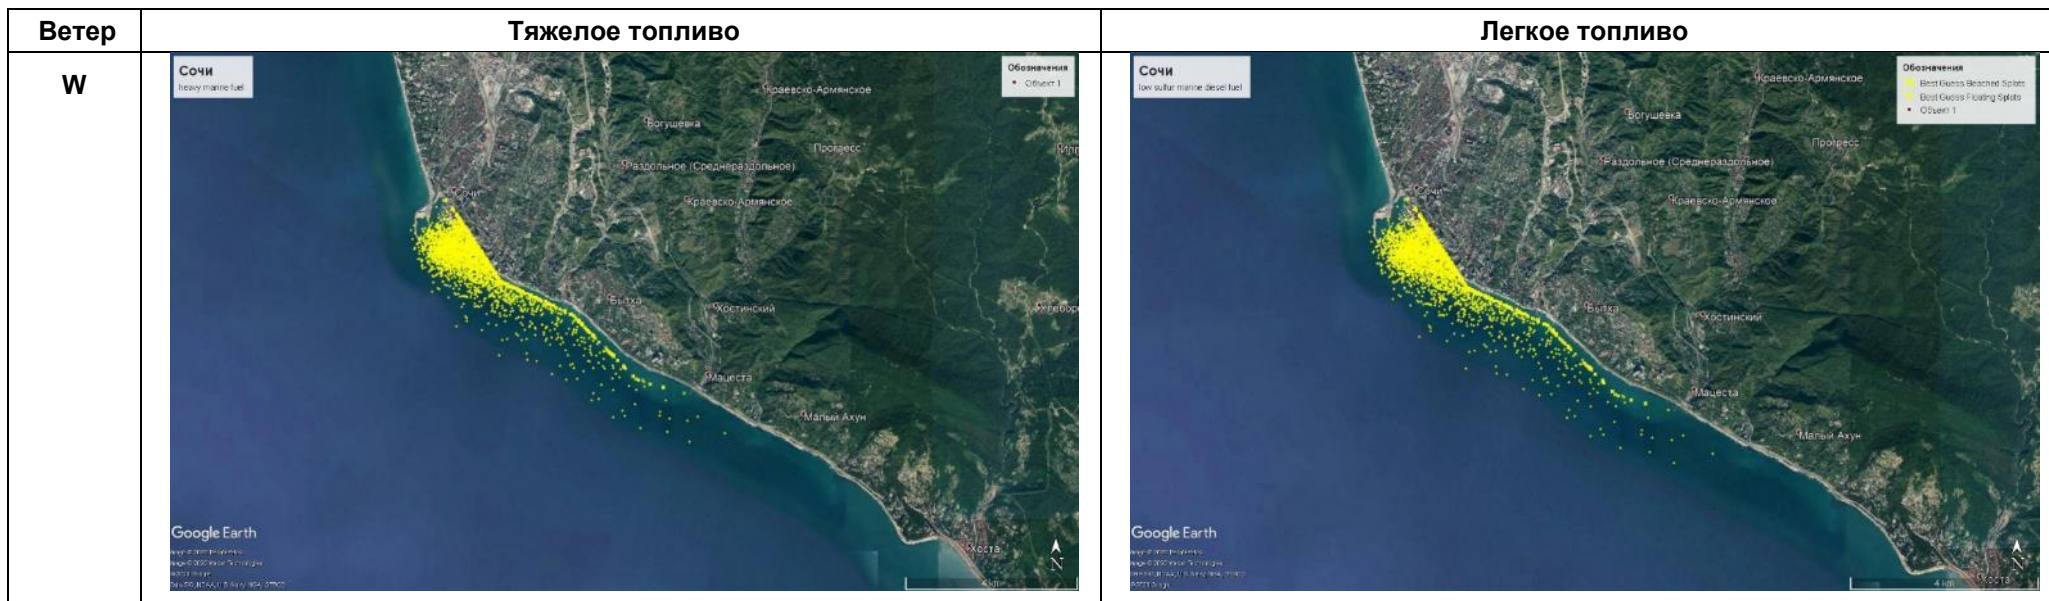 Ветер
Тяжелое топливо
Легкое топливо
W
Сочи
heavy marine fuel
Обозначения
Объект 1
Краевско-Армянское
Богушевка
Прогресс
Раздольное (Среднераздольное)
Краевско-Армянское
Сочи
Бытха
Хостинский
Мацеста
Малый Ахун
Хоста
Google Earth
N
4 km
Сочи
low sulfur marine diesel fuel
Обозначения
Best Guess Beached Splots
Best Guess Floating Splots
Объект 1
Краевско-Армянское
Богушевка
Прогресс
Раздольное (Среднераздольное)
Краевско-Армянское
Сочи
Бытха
Хостинский
Мацеста
Малый Ахун
Хоста
Google Earth
N
4 km